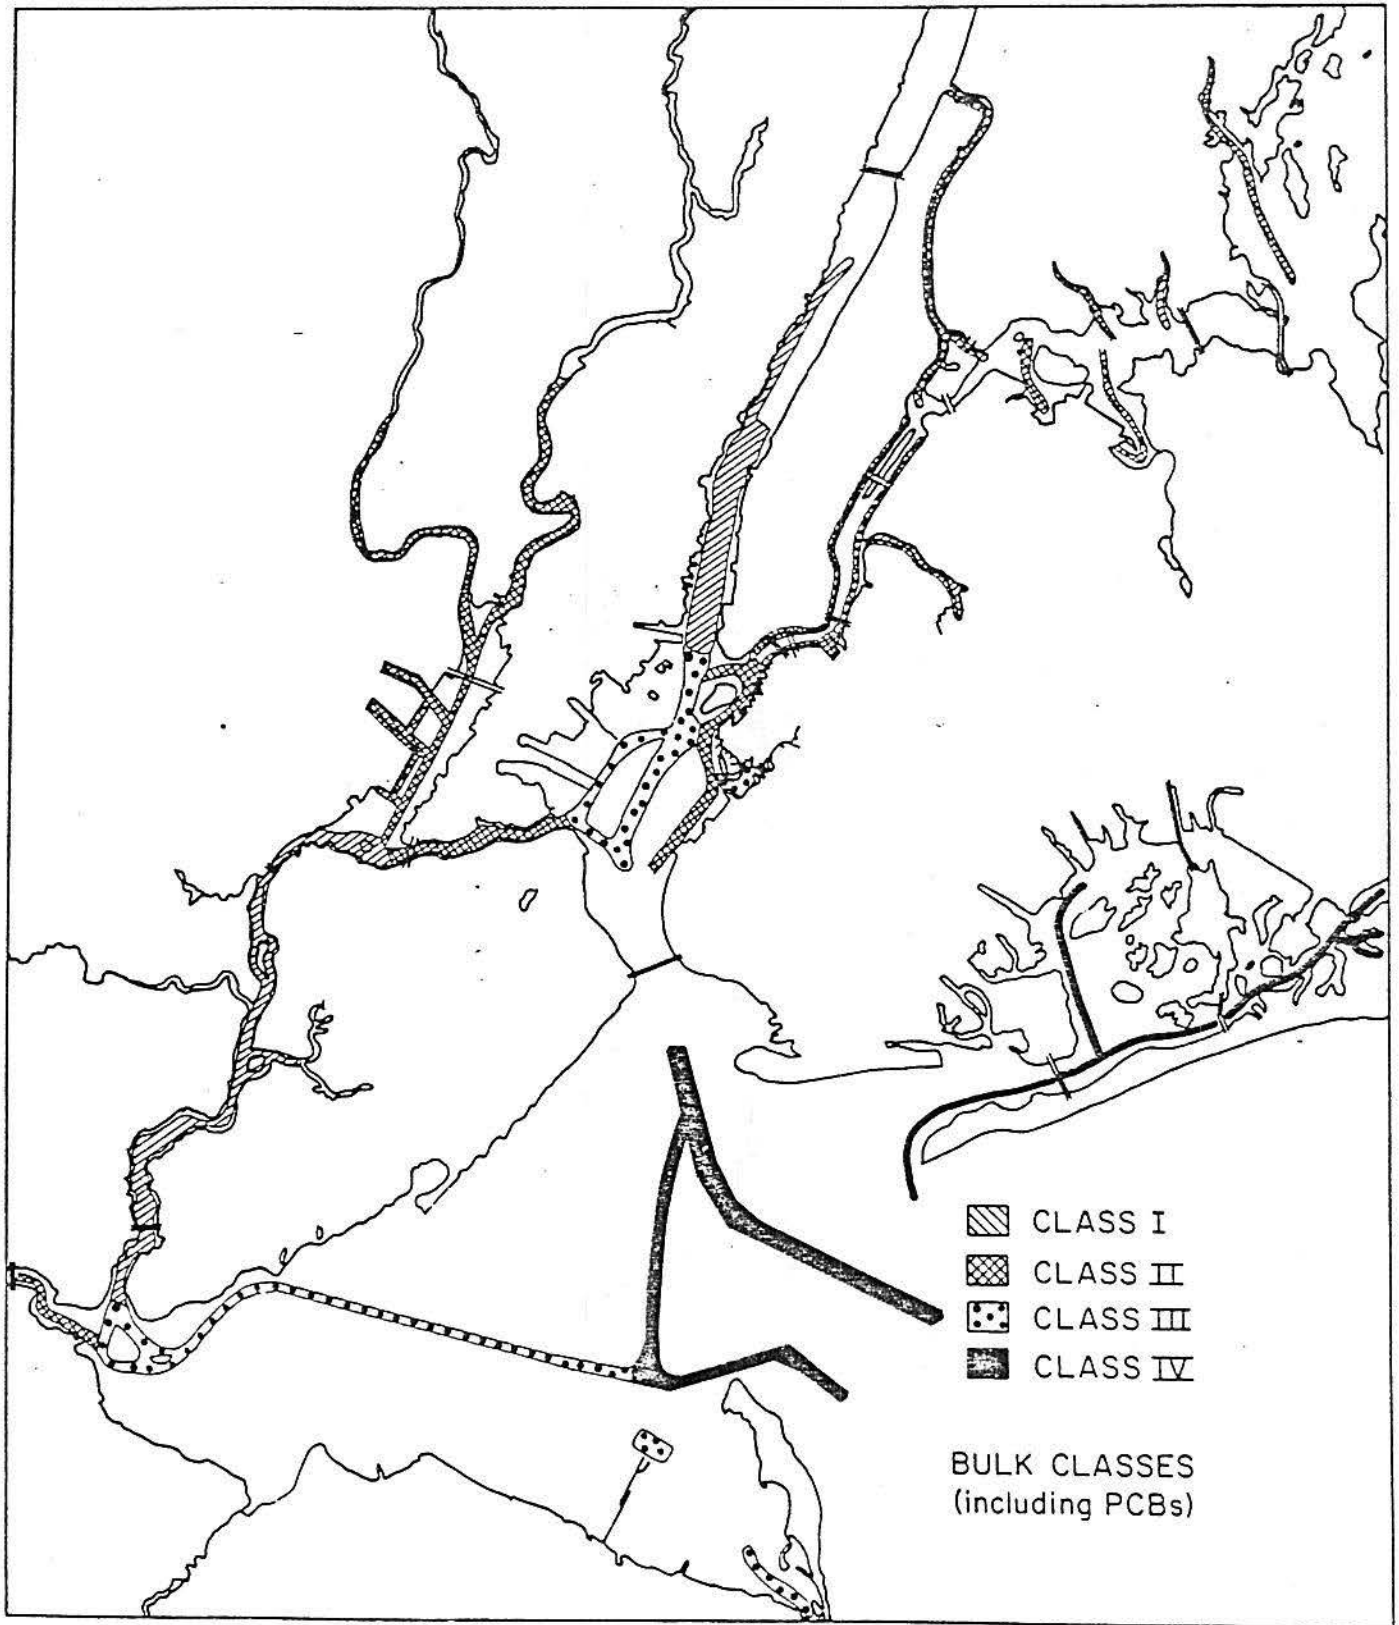 CLASS I
CLASS II
CLASS III
CLASS IV
BULK CLASSES
(including PCBs)